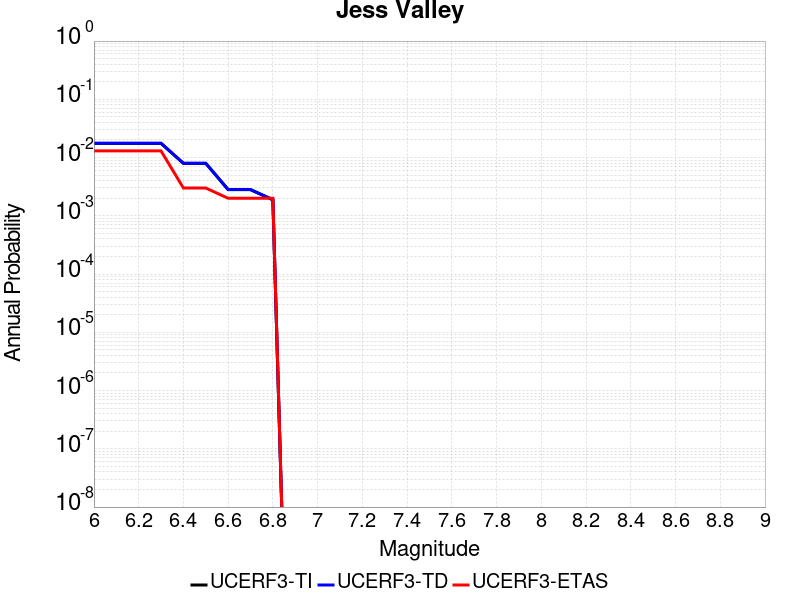 Jess Valley
10^0
10^-1
10^-2
10^-3
10^-4
10^-5
10^-6
10^-7
10^-8
Annual Probability
6 6.2 6.4 6.6 6.8 7 7.2 7.4 7.6 7.8 8 8.2 8.4 8.6 8.8 9
Magnitude
UCERF3-TI UCERF3-TD UCERF3-ETAS